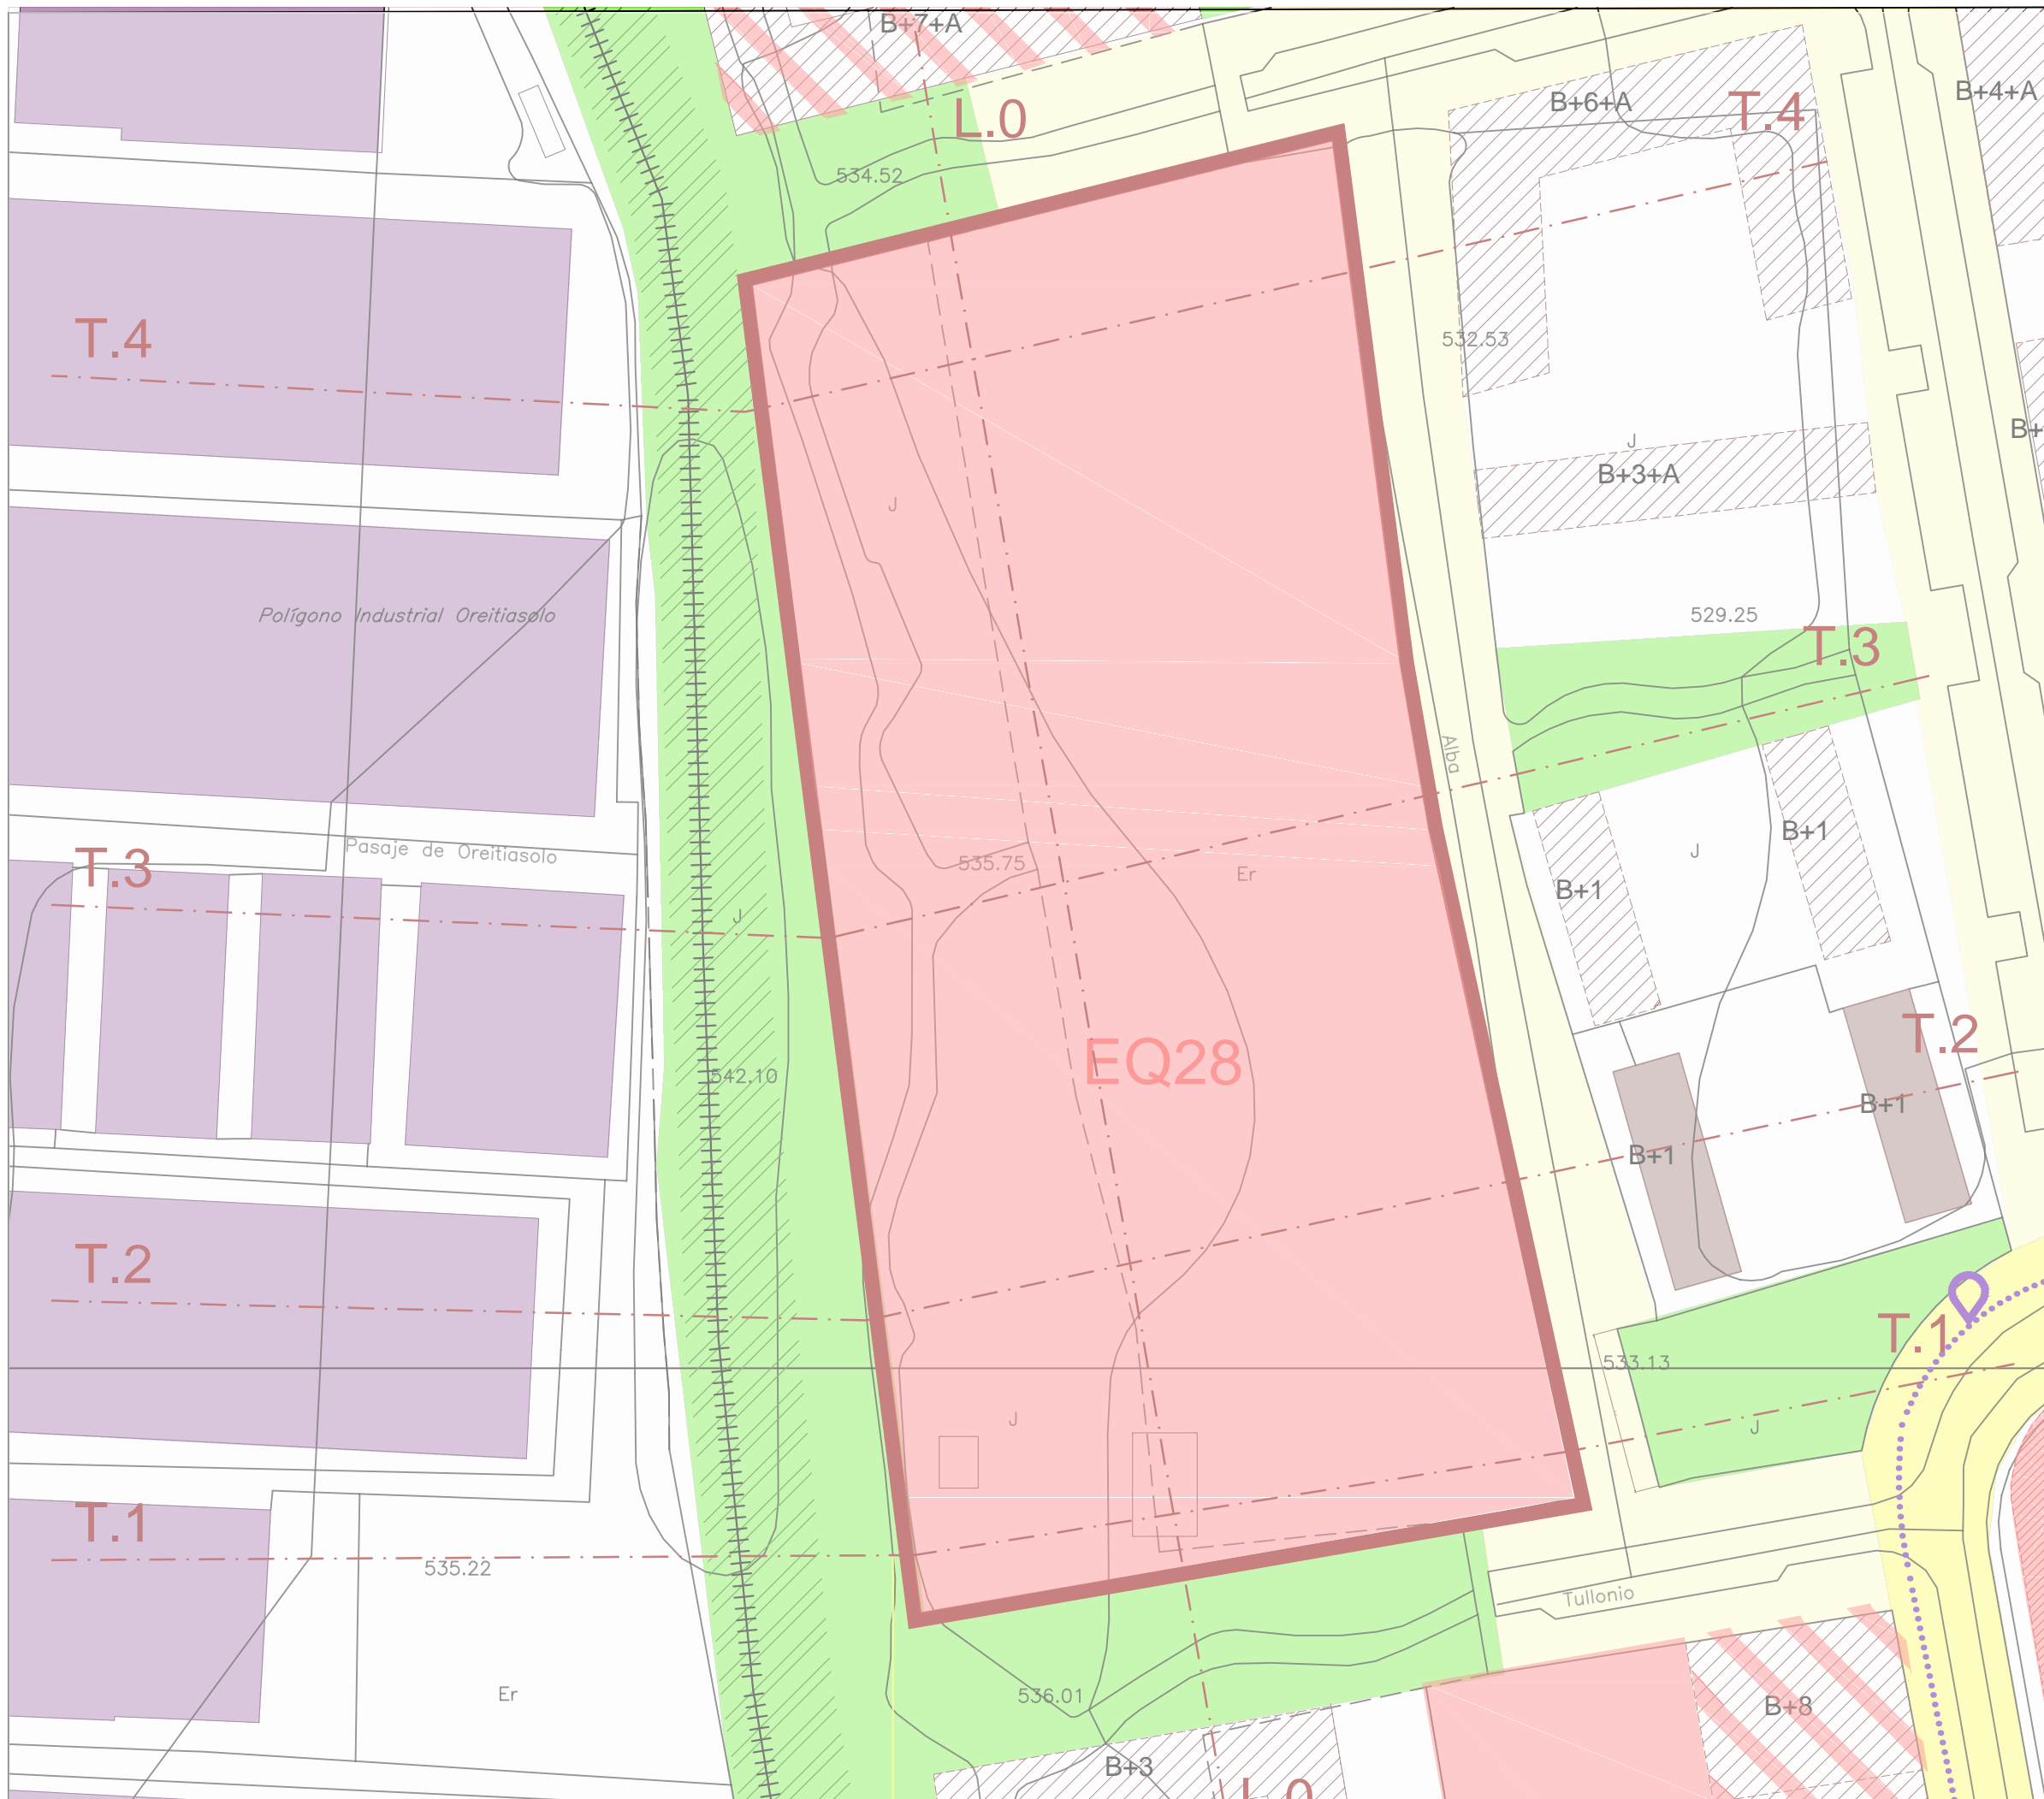 B+7+A
B+4+A
B+6+A
T.4
L.0
534.52
T.4
532.53
B+
J
B+3+A
J
Polígono Industrial Oreitiasolo
529.25
T.3
Alba
B+1
Pasaje de Oreitiasolo
J
T.3
535.75
Er
B+1
J
T.2
EQ28
542.10
B+1
B+1
T.2
T.1
533.13
J
J
T.1
535.22
Tullonio
Er
536.01
B+8
B+3
L.0